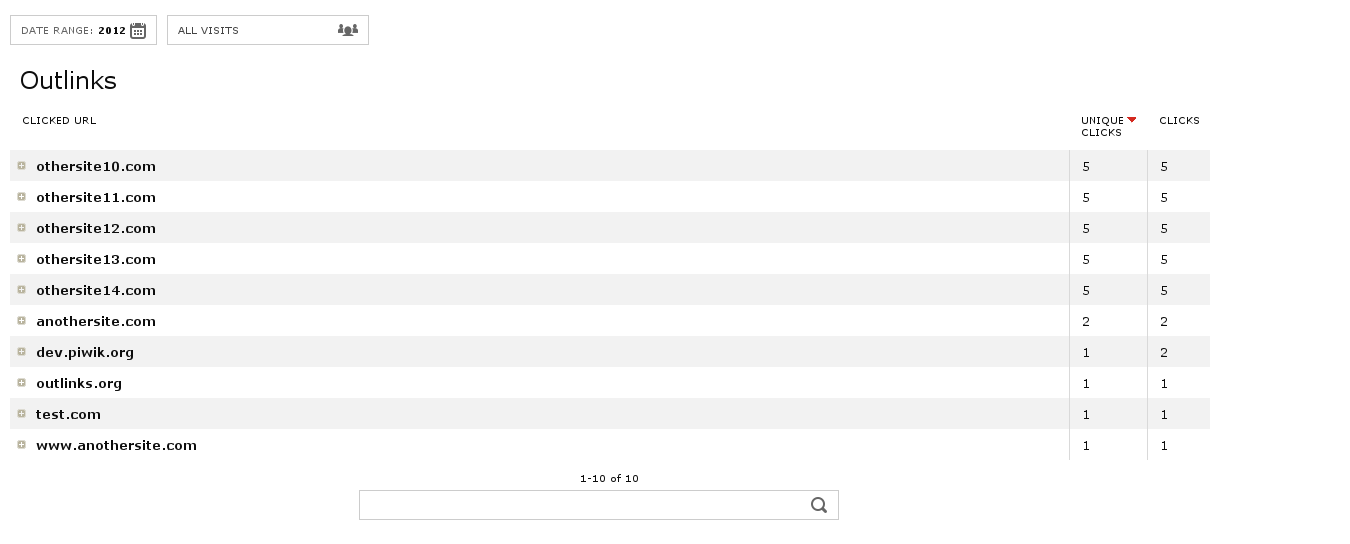 DATE RANGE: 2012 ALL VISITS
Outlinks
CLICKED URL UNIQUE CLICKS CLICKS
othersite10.com 5 5
othersite11.com 5 5
othersite12.com 5 5
othersite13.com 5 5
othersite14.com 5 5
anothersite.com 2 2
dev.piwik.org 1 2
outlinks.org 1 1
test.com 1 1
www.anothersite.com 1 1
1-10 of 10